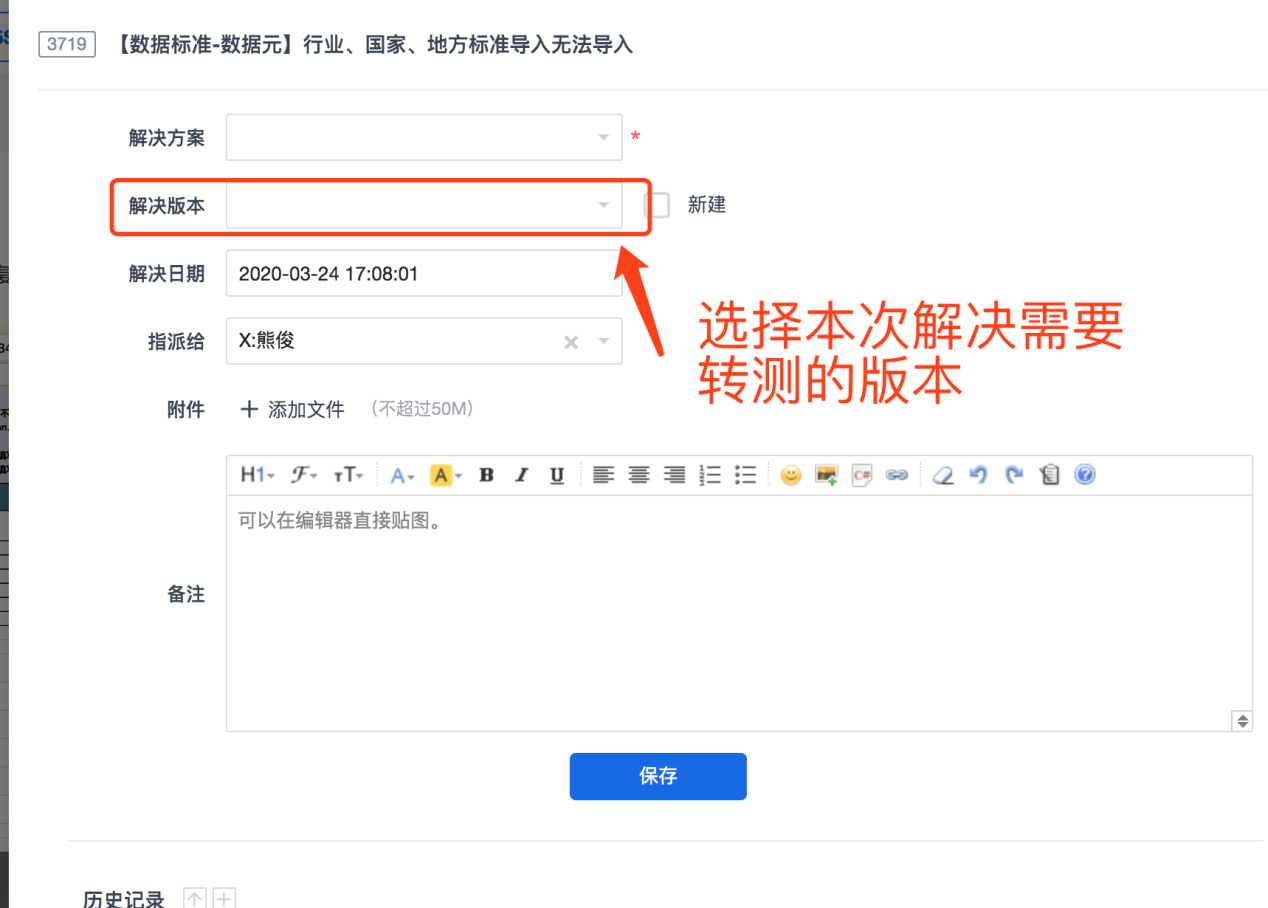 3719 【数据标准-数据元】行业、国家、地方标准导入无法导入
解决方案 *
解决版本 新建
解决日期 2020-03-24 17:08:01
指派给 X:熊俊
选择本次解决需要
转测的版本
附件 + 添加文件 (不超过50M)
H1 F TT A A B I U C#
可以在编辑器直接贴图。
备注
保存
历史记录